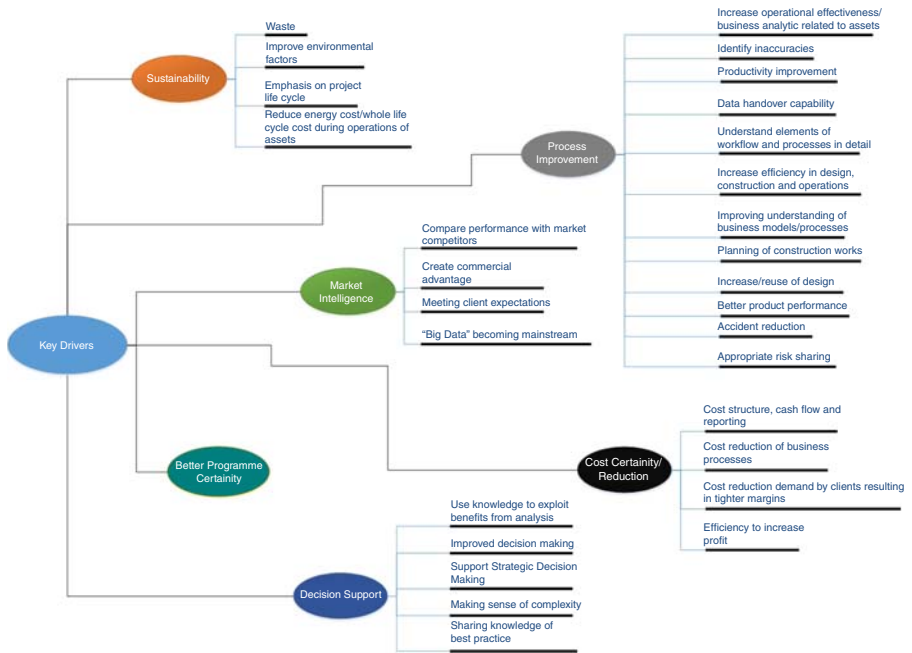 Key Drivers
Sustainability
Waste
Improve environmental
factors
Emphasis on project
life cycle
Reduce energy cost/whole life
cycle cost during operations of
assets
Process
Improvement
Increase operational effectiveness/
business analytic related to assets
Identify inaccuracies
Productivity improvement
Data handover capability
Understand elements of
workflow and processes in detail
Increase efficiency in design,
construction and operations
Improving understanding of
business models/processes
Planning of construction works
Increase/reuse of design
Better product performance
Accident reduction
Appropriate risk sharing
Market
Intelligence
Compare performance with market
competitors
Create commercial
advantage
Meeting client expectations
“Big Data” becoming mainstream
Better Programme
Certainity
Cost Certainity/
Reduction
Cost structure, cash flow and
reporting
Cost reduction of business
processes
Cost reduction demand by clients resulting
in tighter margins
Efficiency to increase
profit
Decision Support
Use knowledge to exploit
benefits from analysis
Improved decision making
Support Strategic Decision
Making
Making sense of complexity
Sharing knowledge of
best practice